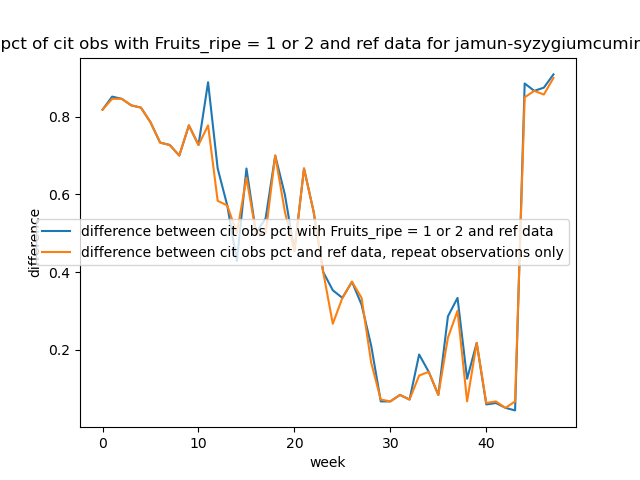 pct of cit obs with Fruits_ripe = 1 or 2 and ref data for jamun-syzygiumcumin
difference
0.8
0.6
0.4
0.2
difference between cit obs pct with Fruits_ripe = 1 or 2 and ref data
difference between cit obs pct and ref data, repeat observations only
0 10 20 30 40
week